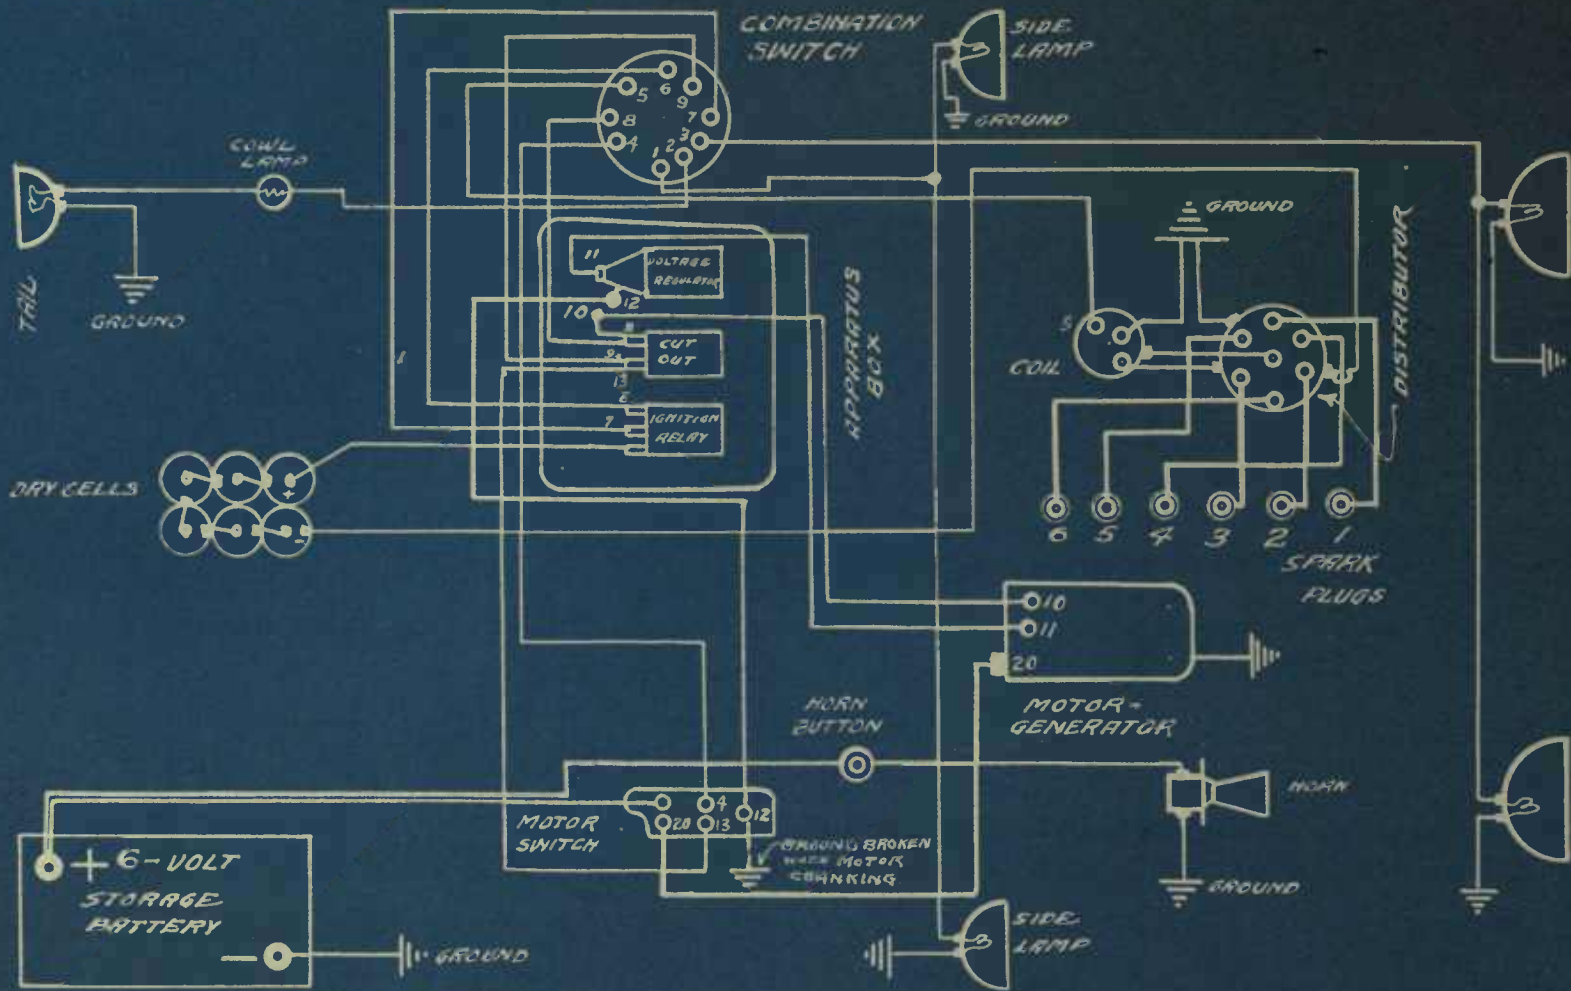 COMBINATION
SWITCH
SIDE
LAMP
GROUND
6
5
9
8
7
4
3
2
1
COWL
LAMP
TAIL
GROUND
11
VOLTAGE
REGULATOR
12
10
CUT
OUT
13
7
IGNITION
RELAY
APPARATUS
BOX
GROUND
DISTRIBUTOR
5
COIL
DRY CELLS
+
-
6
5
4
3
2
1
SPARK
PLUGS
10
11
20
MOTOR-
GENERATOR
HORN
BUTTON
HORN
GROUND
MOTOR
SWITCH
4
20
13
12
GROUND BROKEN
MOTOR
CRANKING
+ 6-VOLT
STORAGE
BATTERY
-
GROUND
SIDE
LAMP